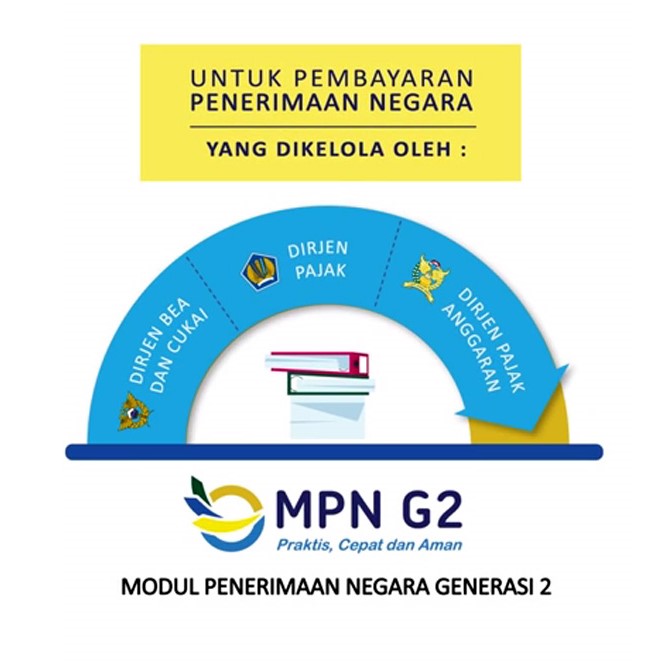 UNTUK PEMBAYARAN
PENERIMAAN NEGARA
YANG DIKELOLA OLEH :
DIRJEN BEA
DAN CUKAI
DIRJEN
PAJAK
DIRJEN PAJAK
ANGGARAN
MPN G2
Praktis, Cepat dan Aman
MODUL PENERIMAAN NEGARA GENERASI 2